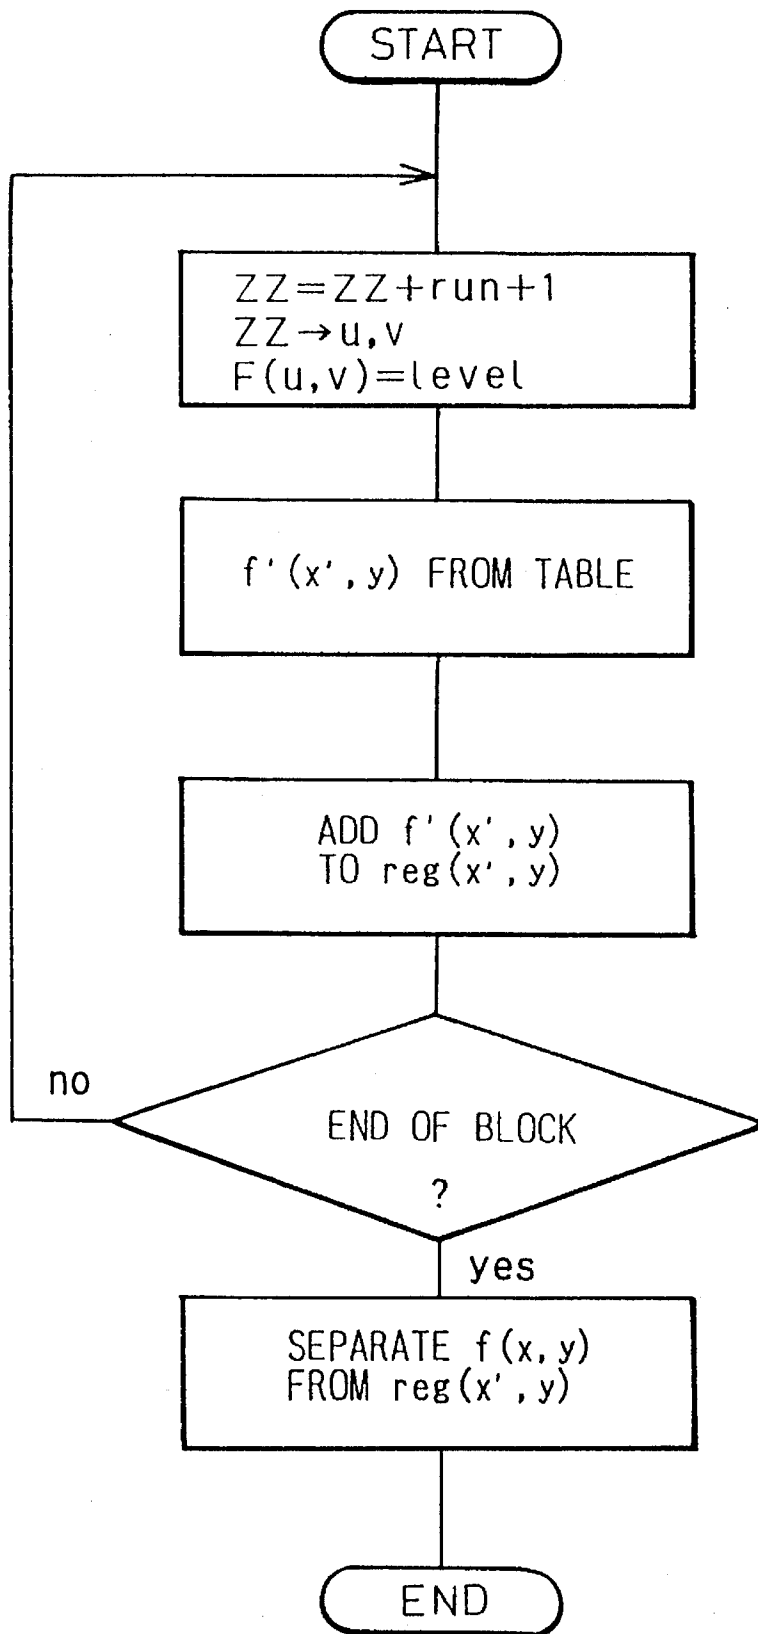 START
ZZ=ZZ+run+1
ZZ→u,v
F(u,v)=level
f'(x',y) FROM TABLE
ADD f'(x',y)
TO reg(x',y)
no
END OF BLOCK
?
yes
SEPARATE f(x,y)
FROM reg(x',y)
END